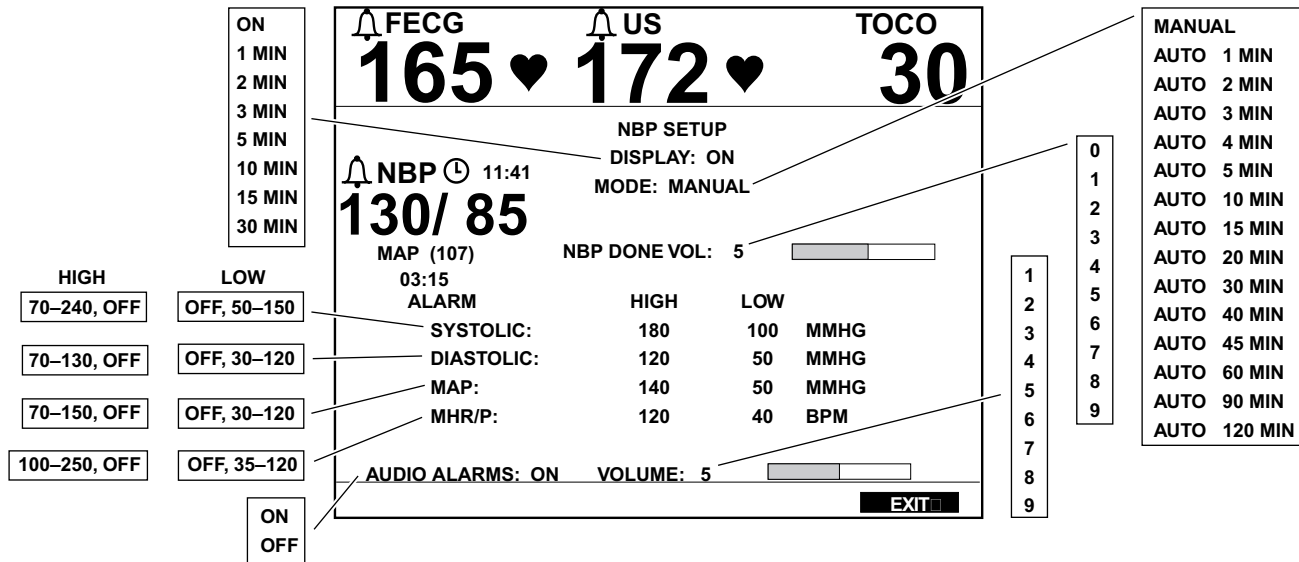 ON
1 MIN
2 MIN
3 MIN
5 MIN
10 MIN
15 MIN
30 MIN
FECG US TOCO
165 172 30
NBP SETUP
DISPLAY: ON
MODE: MANUAL
NBP 11:41
130/ 85
MAP (107)
03:15
NBP DONE VOL: 5
ALARM HIGH LOW
SYSTOLIC: 180 100 MMHG
DIASTOLIC: 120 50 MMHG
MAP: 140 50 MMHG
MHR/P: 120 40 BPM
AUDIO ALARMS: ON VOLUME: 5
EXIT
HIGH LOW
70–240, OFF OFF, 50–150
70–130, OFF OFF, 30–120
70–150, OFF OFF, 30–120
100–250, OFF OFF, 35–120
ON
OFF
1
2
3
4
5
6
7
8
9
0
1
2
3
4
5
6
7
8
9
MANUAL
AUTO 1 MIN
AUTO 2 MIN
AUTO 3 MIN
AUTO 4 MIN
AUTO 5 MIN
AUTO 10 MIN
AUTO 15 MIN
AUTO 20 MIN
AUTO 30 MIN
AUTO 40 MIN
AUTO 45 MIN
AUTO 60 MIN
AUTO 90 MIN
AUTO 120 MIN